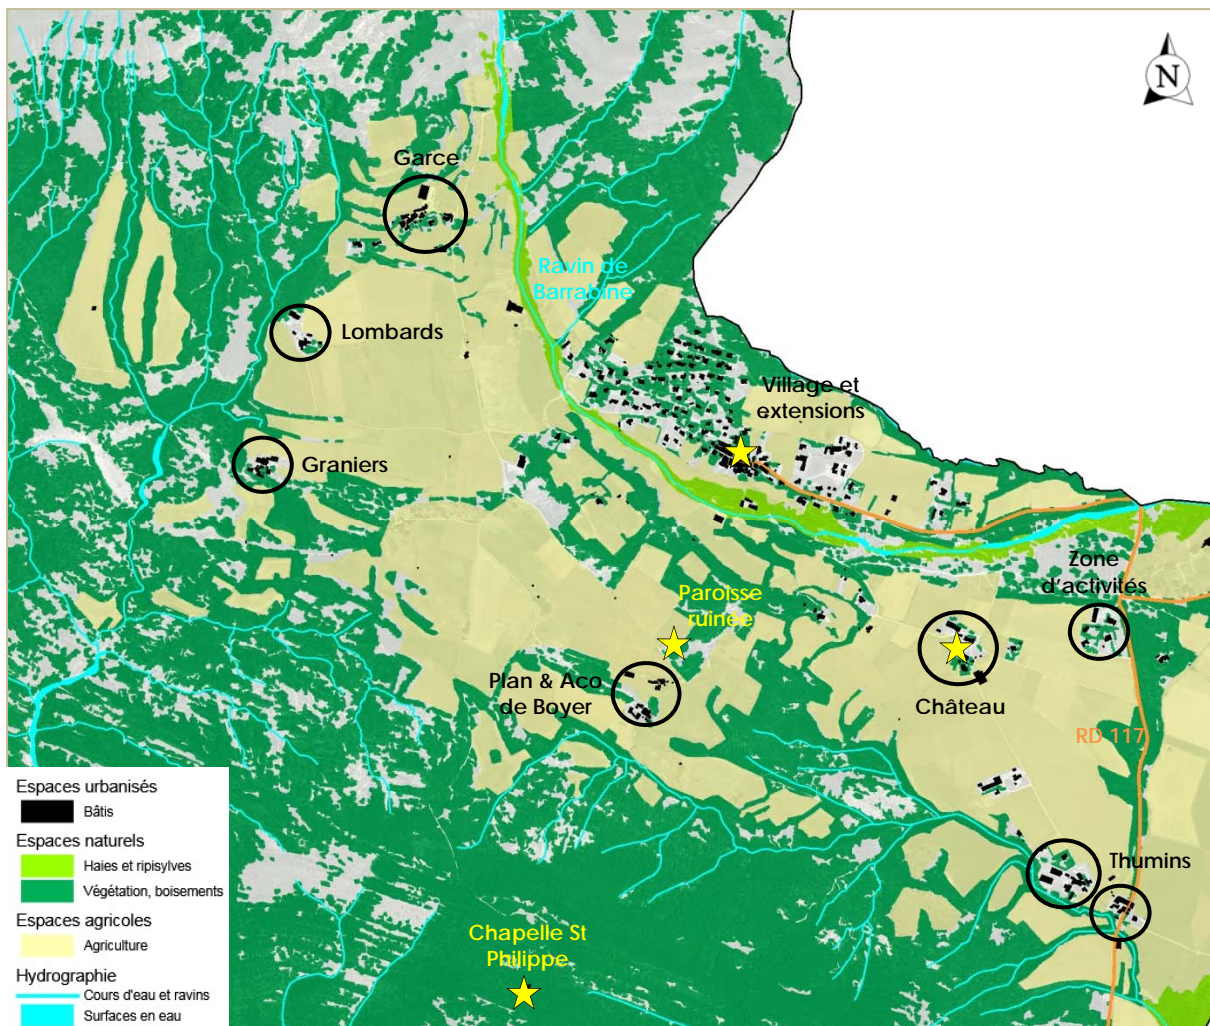 N
Garce
Ravin de
Barrabine
Lombards
Village et
extensions
Graniers
Zone
d'activités
Paroisse
ruinée
Plan & Aco
de Boyer
Château
RD 117
Thumins
Chapelle St
Philippe
Espaces urbanisés
Bâtis
Espaces naturels
Haies et ripisylves
Végétation, boisements
Espaces agricoles
Agriculture
Hydrographie
Cours d'eau et ravins
Surfaces en eau